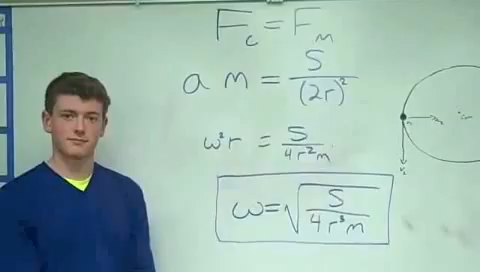 F_c = F_m
a m = S/(2r)²
ω²r = S/4r²m
ω = √(S/4r³m)